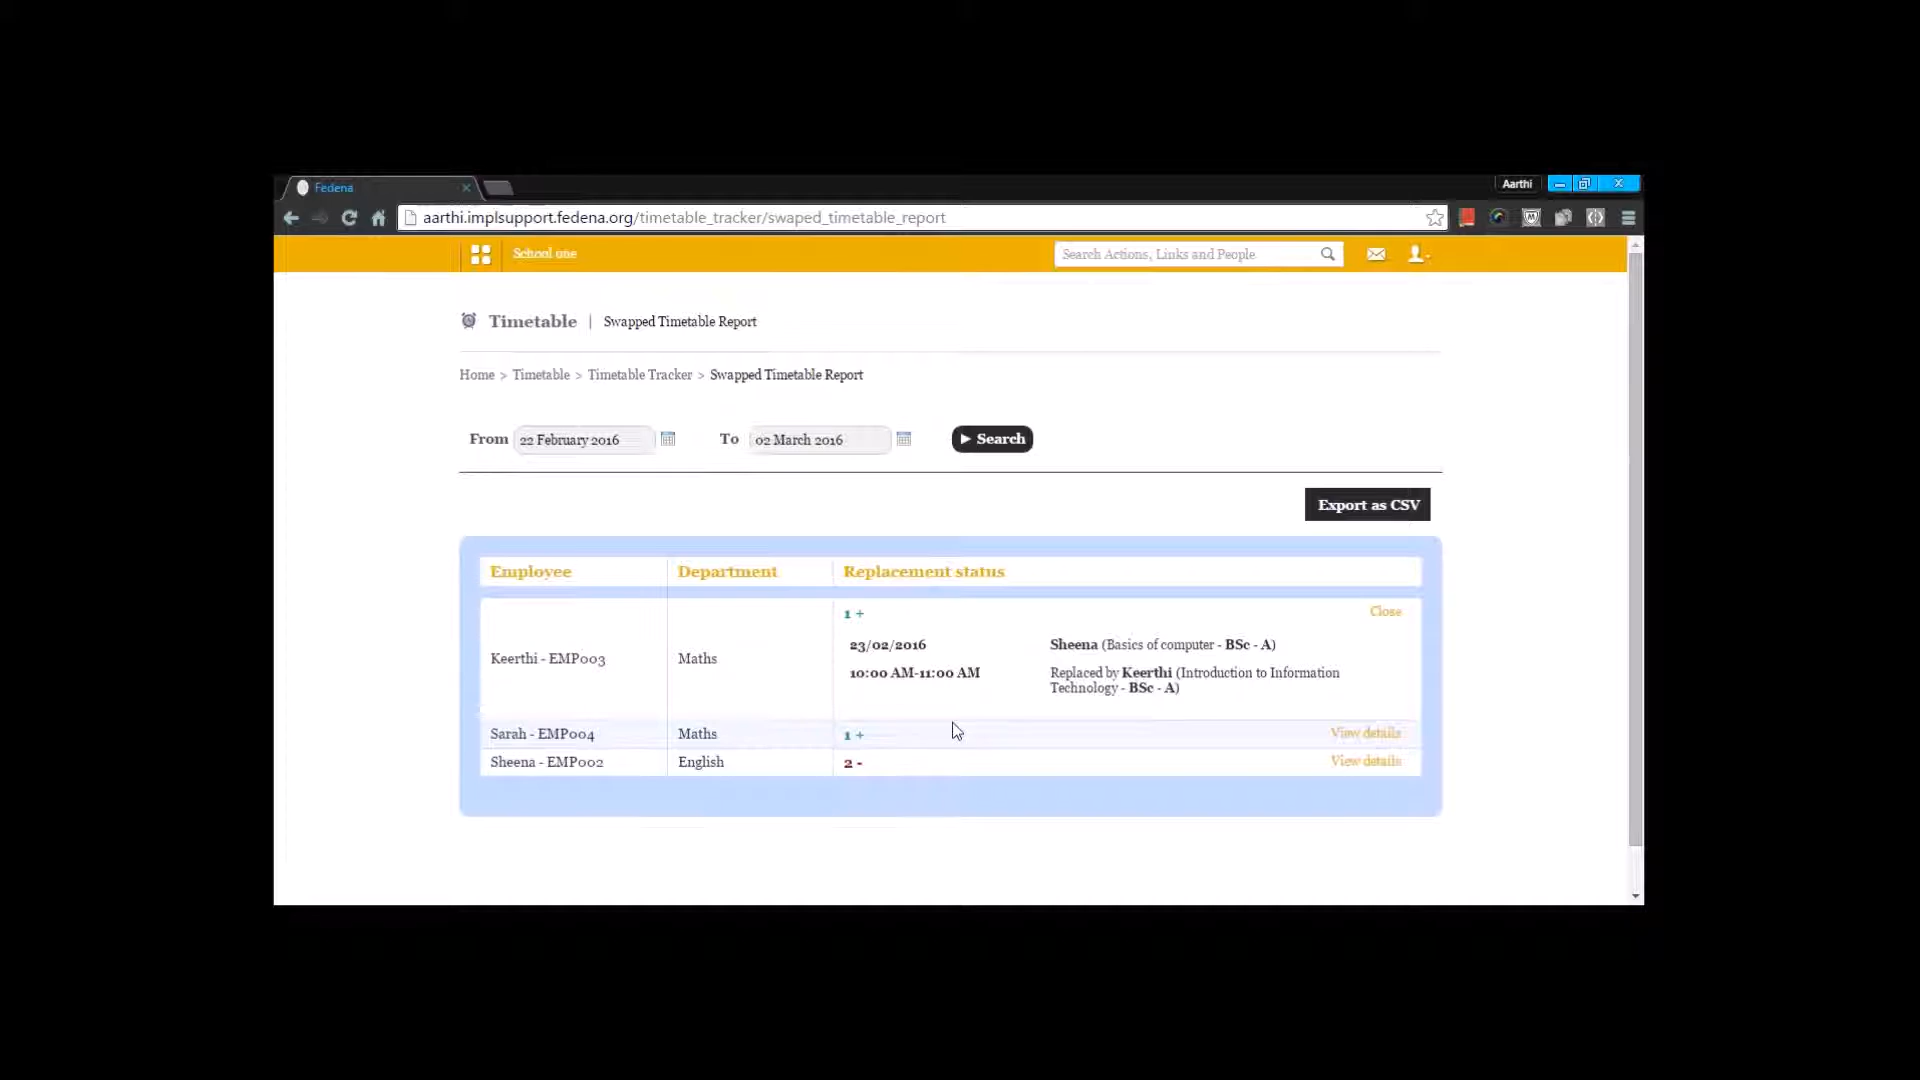 Fedena
Aarthi
aarthi.implsupport.fedena.org/timetable_tracker/swaped_timetable_report
School one
Search Actions, Links and People
Timetable | Swapped Timetable Report
Home > Timetable > Timetable Tracker > Swapped Timetable Report
From 22 February 2016 To 02 March 2016 Search
Export as CSV
Employee Department Replacement status
1 + Close
Keerthi - EMP003 Maths
23/02/2016 Sheena (Basics of computer - BSc - A)
10:00 AM-11:00 AM Replaced by Keerthi (Introduction to Information
Technology - BSc - A)
Sarah - EMP004 Maths 1 + View details
Sheena - EMP002 English 2 - View details